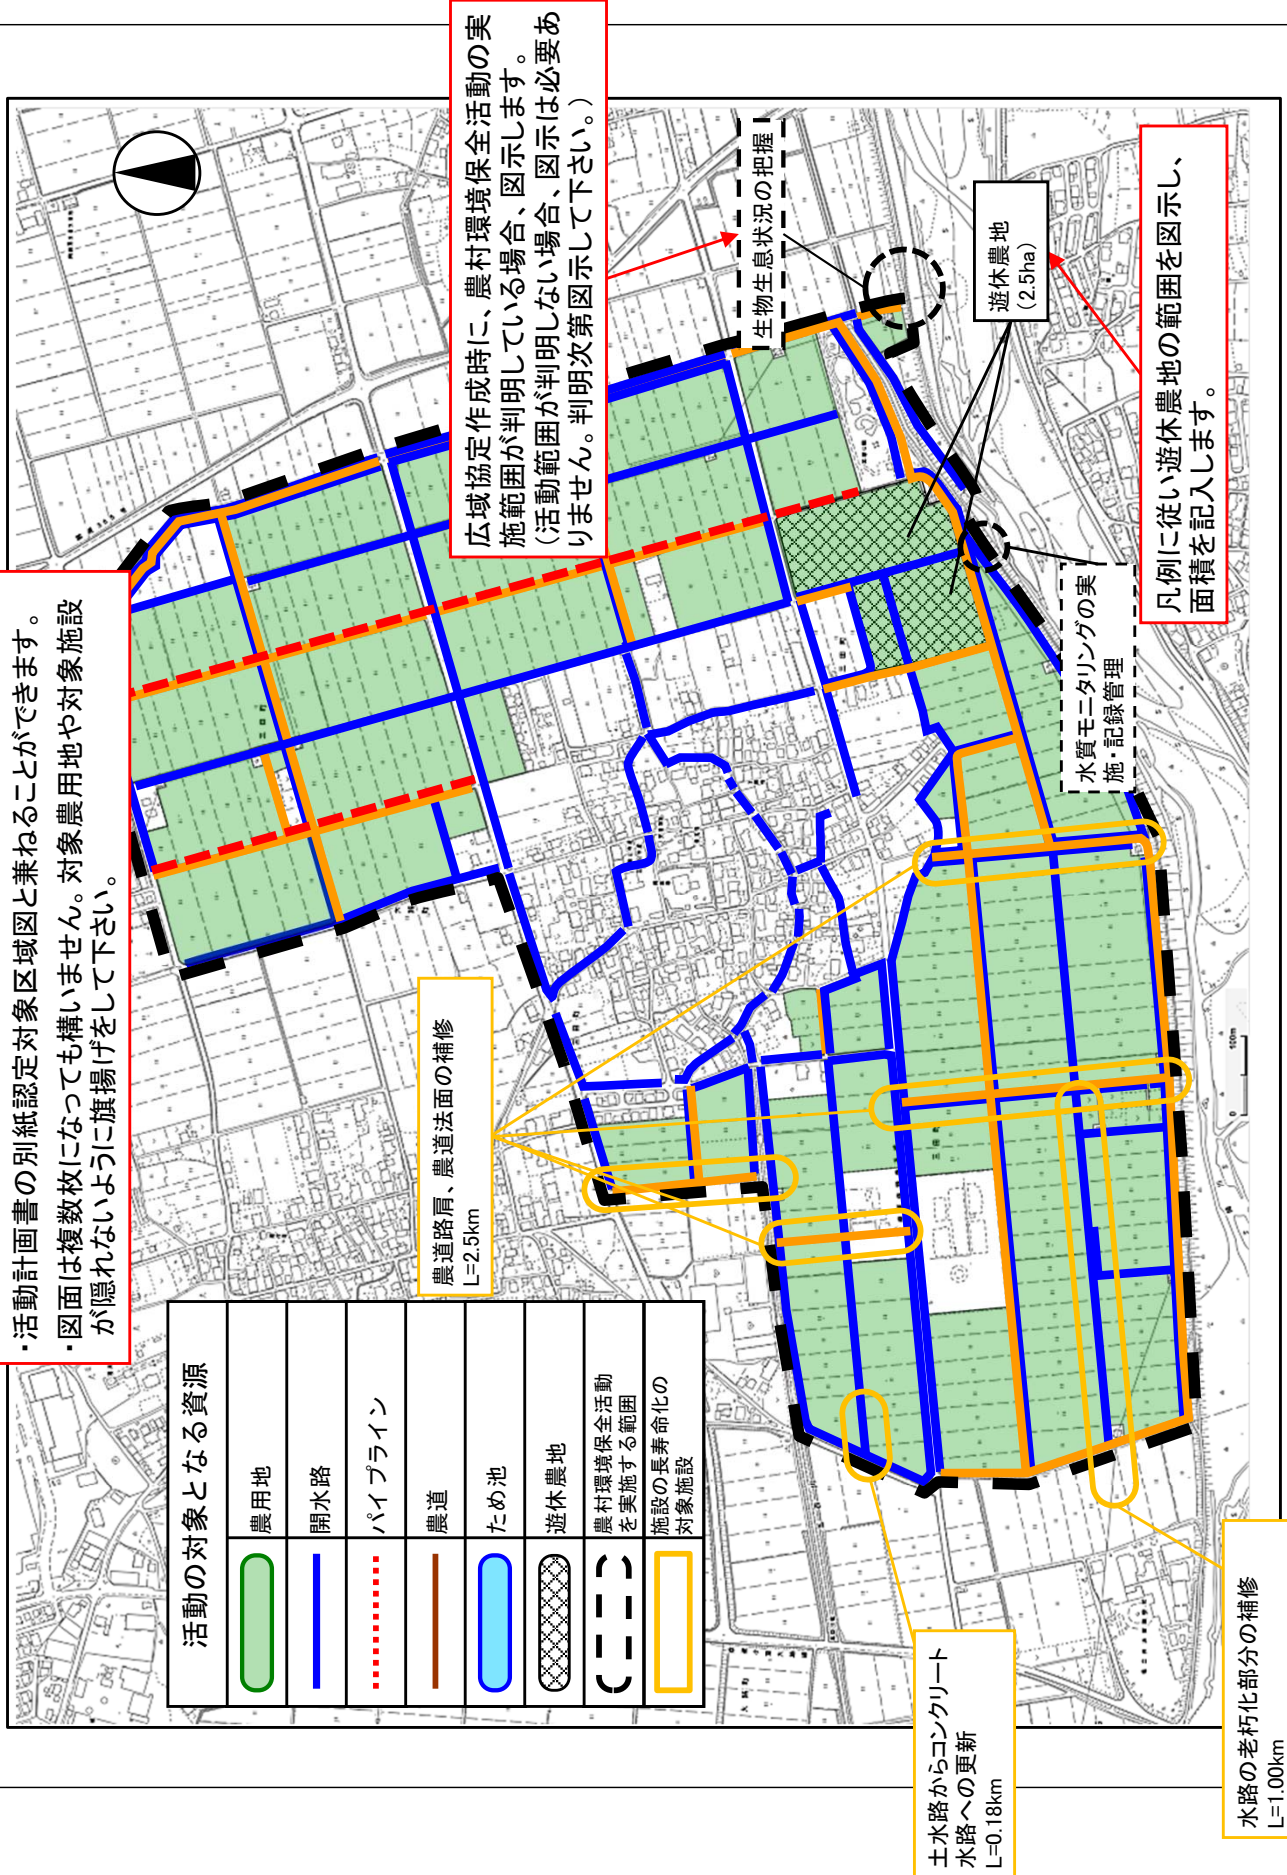 ・活動計画書の別紙認定対象区域図と兼ねることができます。
・図面は複数枚になっても構いません。対象農用地や対象施設
が隠れないように旗揚げをして下さい。
広域協定作成時に、農村環境保全活動の実
施範囲が判明している場合、図示します。
（活動範囲が判明しない場合、図示は必要あ
りません。判明次第図示して下さい。）
生物生息状況の把握
遊休農地
（2.5ha）
凡例に従い遊休農地の範囲を図示し、
面積を記入します。
水質モニタリングの実
施・記録管理
農道路肩、農道法面の補修
L=2.5km
活動の対象となる資源
農用地
開水路
パイプライン
農道
ため池
遊休農地
農村環境保全活動
を実施する範囲
施設の長寿命化の
対象施設
土水路からコンクリート
水路への更新
L=0.18km
水路の老朽化部分の補修
L=1.00km
0 100m